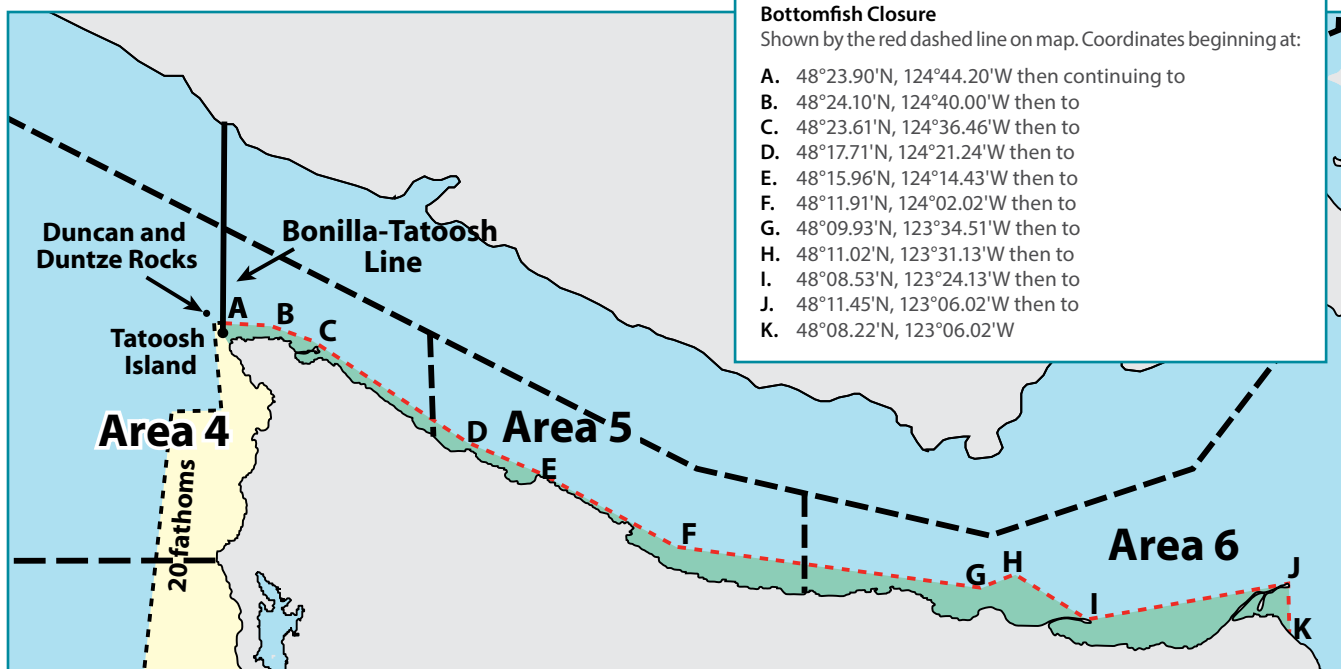 Bottomfish Closure
Shown by the red dashed line on map. Coordinates beginning at:
A. 48°23.90'N, 124°44.20'W then continuing to
B. 48°24.10'N, 124°40.00'W then to
C. 48°23.61'N, 124°36.46'W then to
D. 48°17.71'N, 124°21.24'W then to
E. 48°15.96'N, 124°14.43'W then to
F. 48°11.91'N, 124°02.02'W then to
G. 48°09.93'N, 123°34.51'W then to
H. 48°11.02'N, 123°31.13'W then to
I. 48°08.53'N, 123°24.13'W then to
J. 48°11.45'N, 123°06.02'W then to
K. 48°08.22'N, 123°06.02'W
Duncan and
Duntze Rocks
Bonilla-Tatoosh
Line
Tatoosh
Island
A
B
C
Area 4
20 fathoms
D
Area 5
E
F
G
H
Area 6
I
J
K